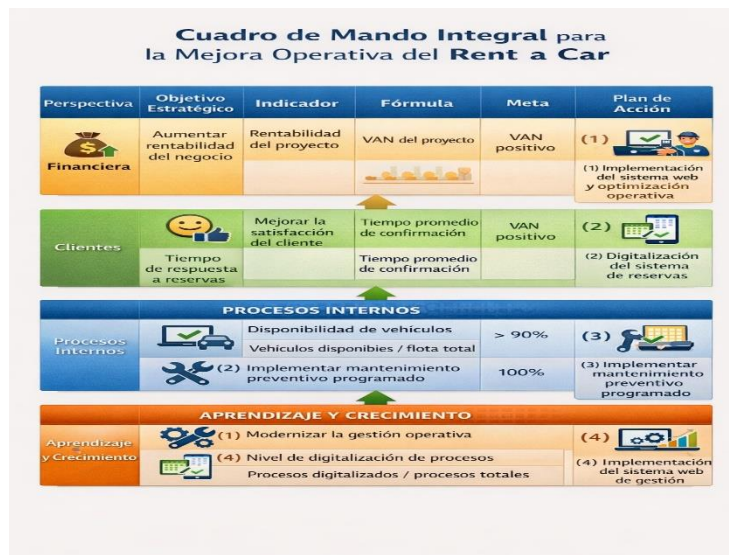 Cuadro de Mando Integral para
la Mejora Operativa del Rent a Car
Perspectiva
Objetivo
Estratégico
Indicador
Fórmula
Meta
Plan de
Acción
Financiera
Aumentar
rentabilidad
del negocio
Rentabilidad
del proyecto
VAN del proyecto
VAN
positivo
(1)
(1) Implementación
del sistema web
y optimización
operativa
Clientes
Mejorar la
satisfacción
del cliente
Tiempo promedio
de confirmación
VAN
positivo
(2)
Tiempo
de respuesta
a reservas
Tiempo promedio
de confirmación
(2) Digitalización
del sistema
de reservas
PROCESOS INTERNOS
Procesos
Internos
Disponibilidad de vehículos
Vehículos disponibies / flota total
> 90%
(3)
(2) Implementar mantenimiento
preventivo programado
100%
(3) Implementar
mantenimiento
preventivo
programado
APRENDIZAJE Y CRECIMIENTO
Aprendizaje
y Crecimiento
(1) Modernizar la gestión operativa
(4) Nivel de digitalización de procesos
Procesos digitalizados / procesos totales
(4)
(4) Implementación
del sistema web
de gestión